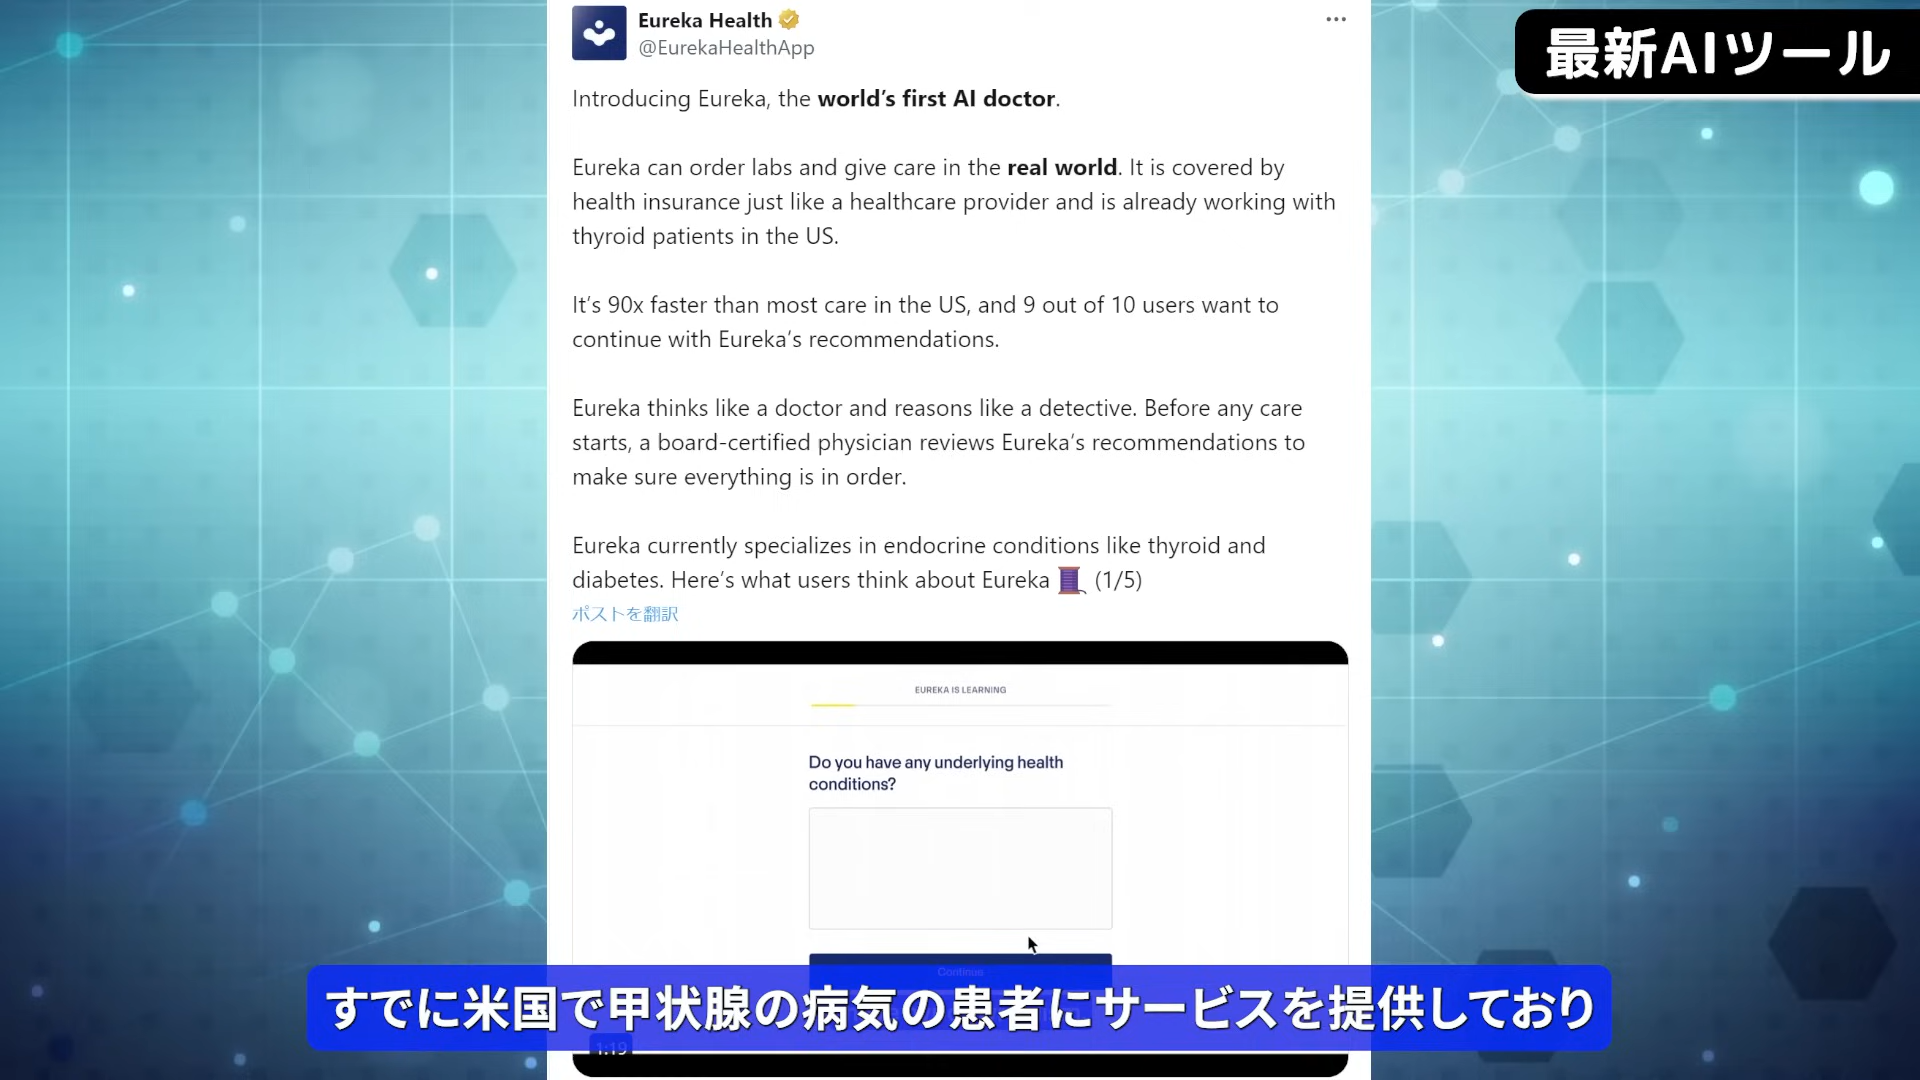 最新AIツール
Eureka Health
@EurekaHealthApp
Introducing Eureka, the world’s first AI doctor.
Eureka can order labs and give care in the real world. It is covered by
health insurance just like a healthcare provider and is already working with
thyroid patients in the US.
It’s 90x faster than most care in the US, and 9 out of 10 users want to
continue with Eureka’s recommendations.
Eureka thinks like a doctor and reasons like a detective. Before any care
starts, a board-certified physician reviews Eureka’s recommendations to
make sure everything is in order.
Eureka currently specializes in endocrine conditions like thyroid and
diabetes. Here’s what users think about Eureka 🧵 (1/5)
ポストを翻訳
EUREKA IS LEARNING
Do you have any underlying health
conditions?
Continue
すでに米国で甲状腺の病気の患者にサービスを提供しており
1:19